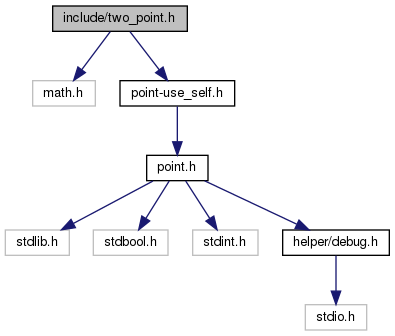 include/two_point.h
math.h
point-use_self.h
point.h
stdlib.h
stdbool.h
stdint.h
helper/debug.h
stdio.h